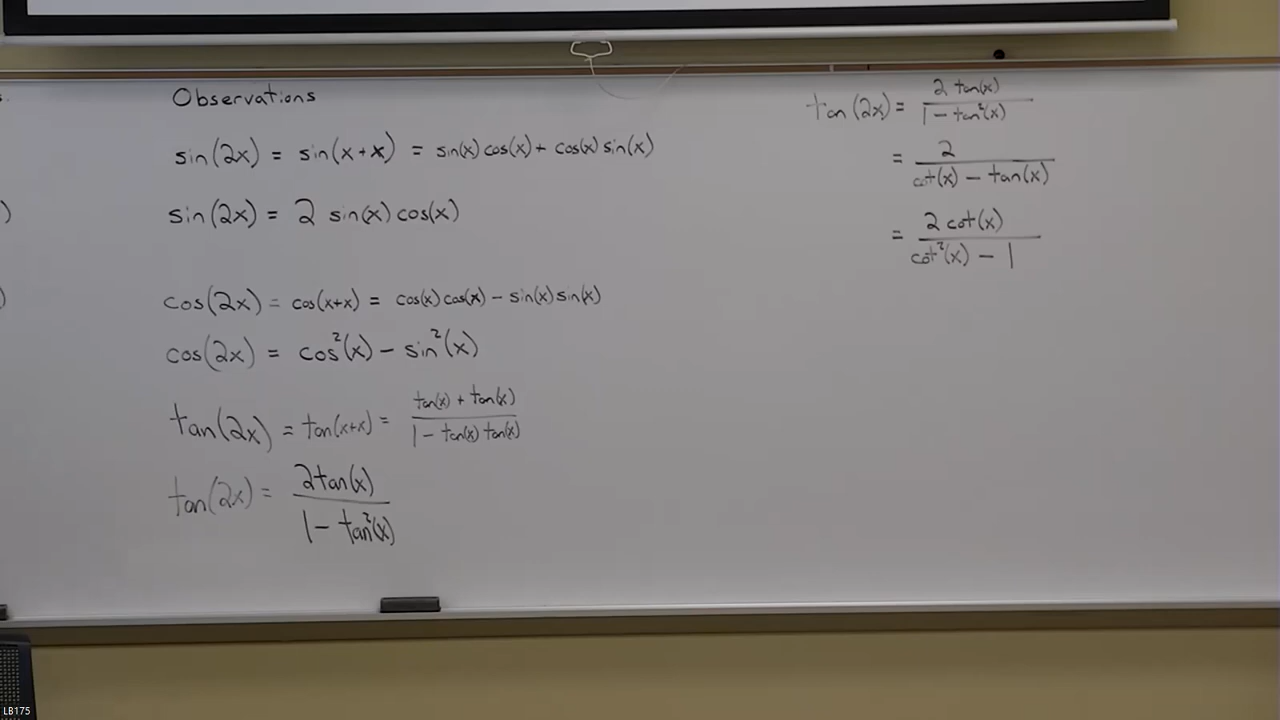 Observations
sin(2x) = sin(x+x) = sin(x) cos(x) + cos(x) sin(x)
sin(2x) = 2 sin(x) cos(x)
cos(2x) = cos(x+x) = cos(x) cos(x) - sin(x) sin(x)
cos(2x) = cos²(x) - sin²(x)
tan(2x) = tan(x+x) = tan(x) + tan(x) / 1 - tan(x) tan(x)
tan(2x) = 2tan(x) / 1 - tan²(x)
tan(2x) = 2 tan(x) / 1 - tan²(x)
= 2 / cot(x) - tan(x)
= 2 cot(x) / cot²(x) - 1
LB175